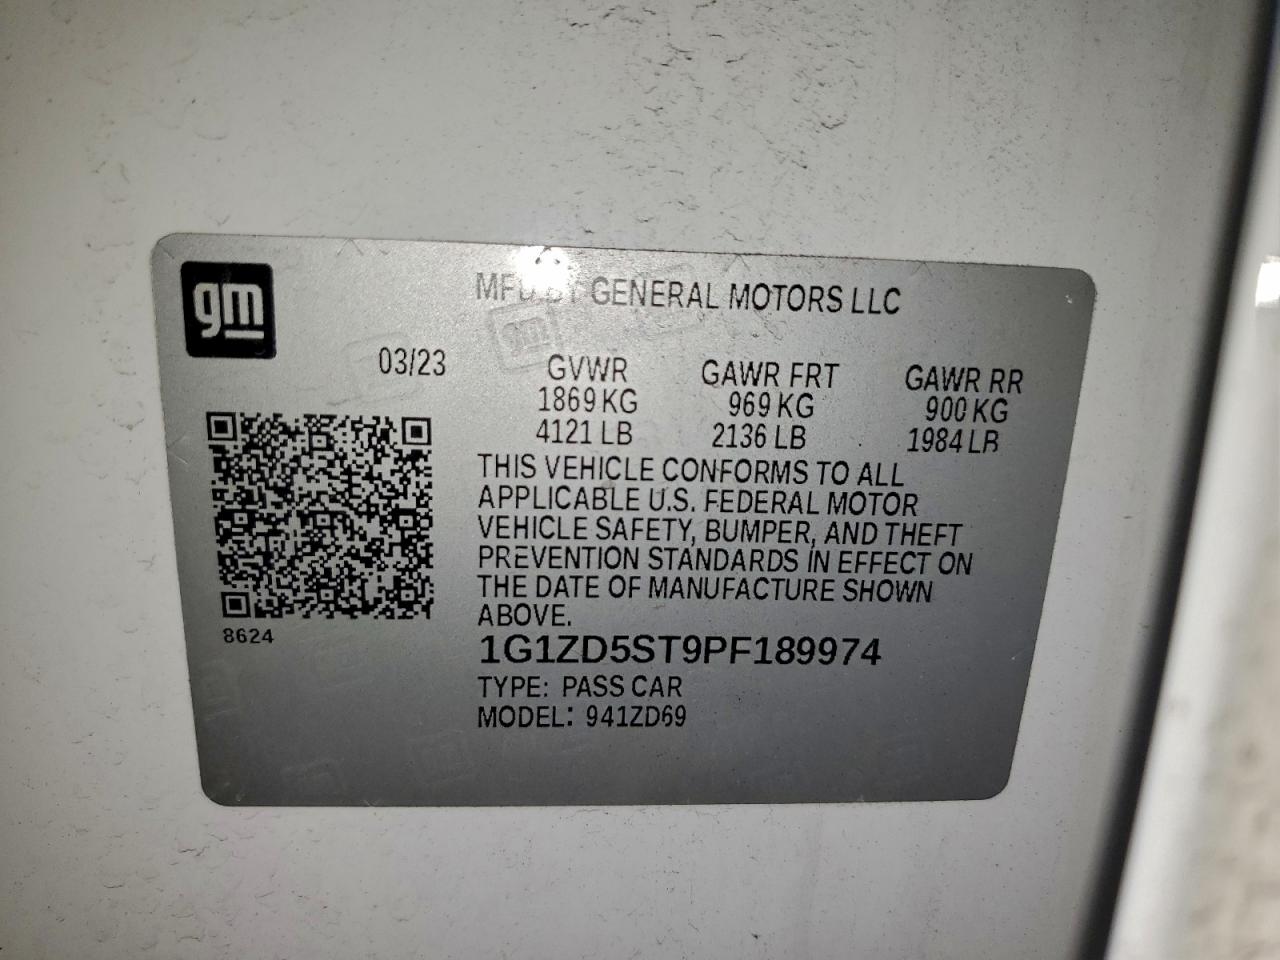 gm
MFD BY GENERAL MOTORS LLC
03/23
GVWR GAWR FRT GAWR RR
1869 KG 969 KG 900 KG
4121 LB 2136 LB 1984 LB
THIS VEHICLE CONFORMS TO ALL
APPLICABLE U.S. FEDERAL MOTOR
VEHICLE SAFETY, BUMPER, AND THEFT
PREVENTION STANDARDS IN EFFECT ON
THE DATE OF MANUFACTURE SHOWN
ABOVE.
8624
1G1ZD5ST9PF189974
TYPE: PASS CAR
MODEL: 941ZD69